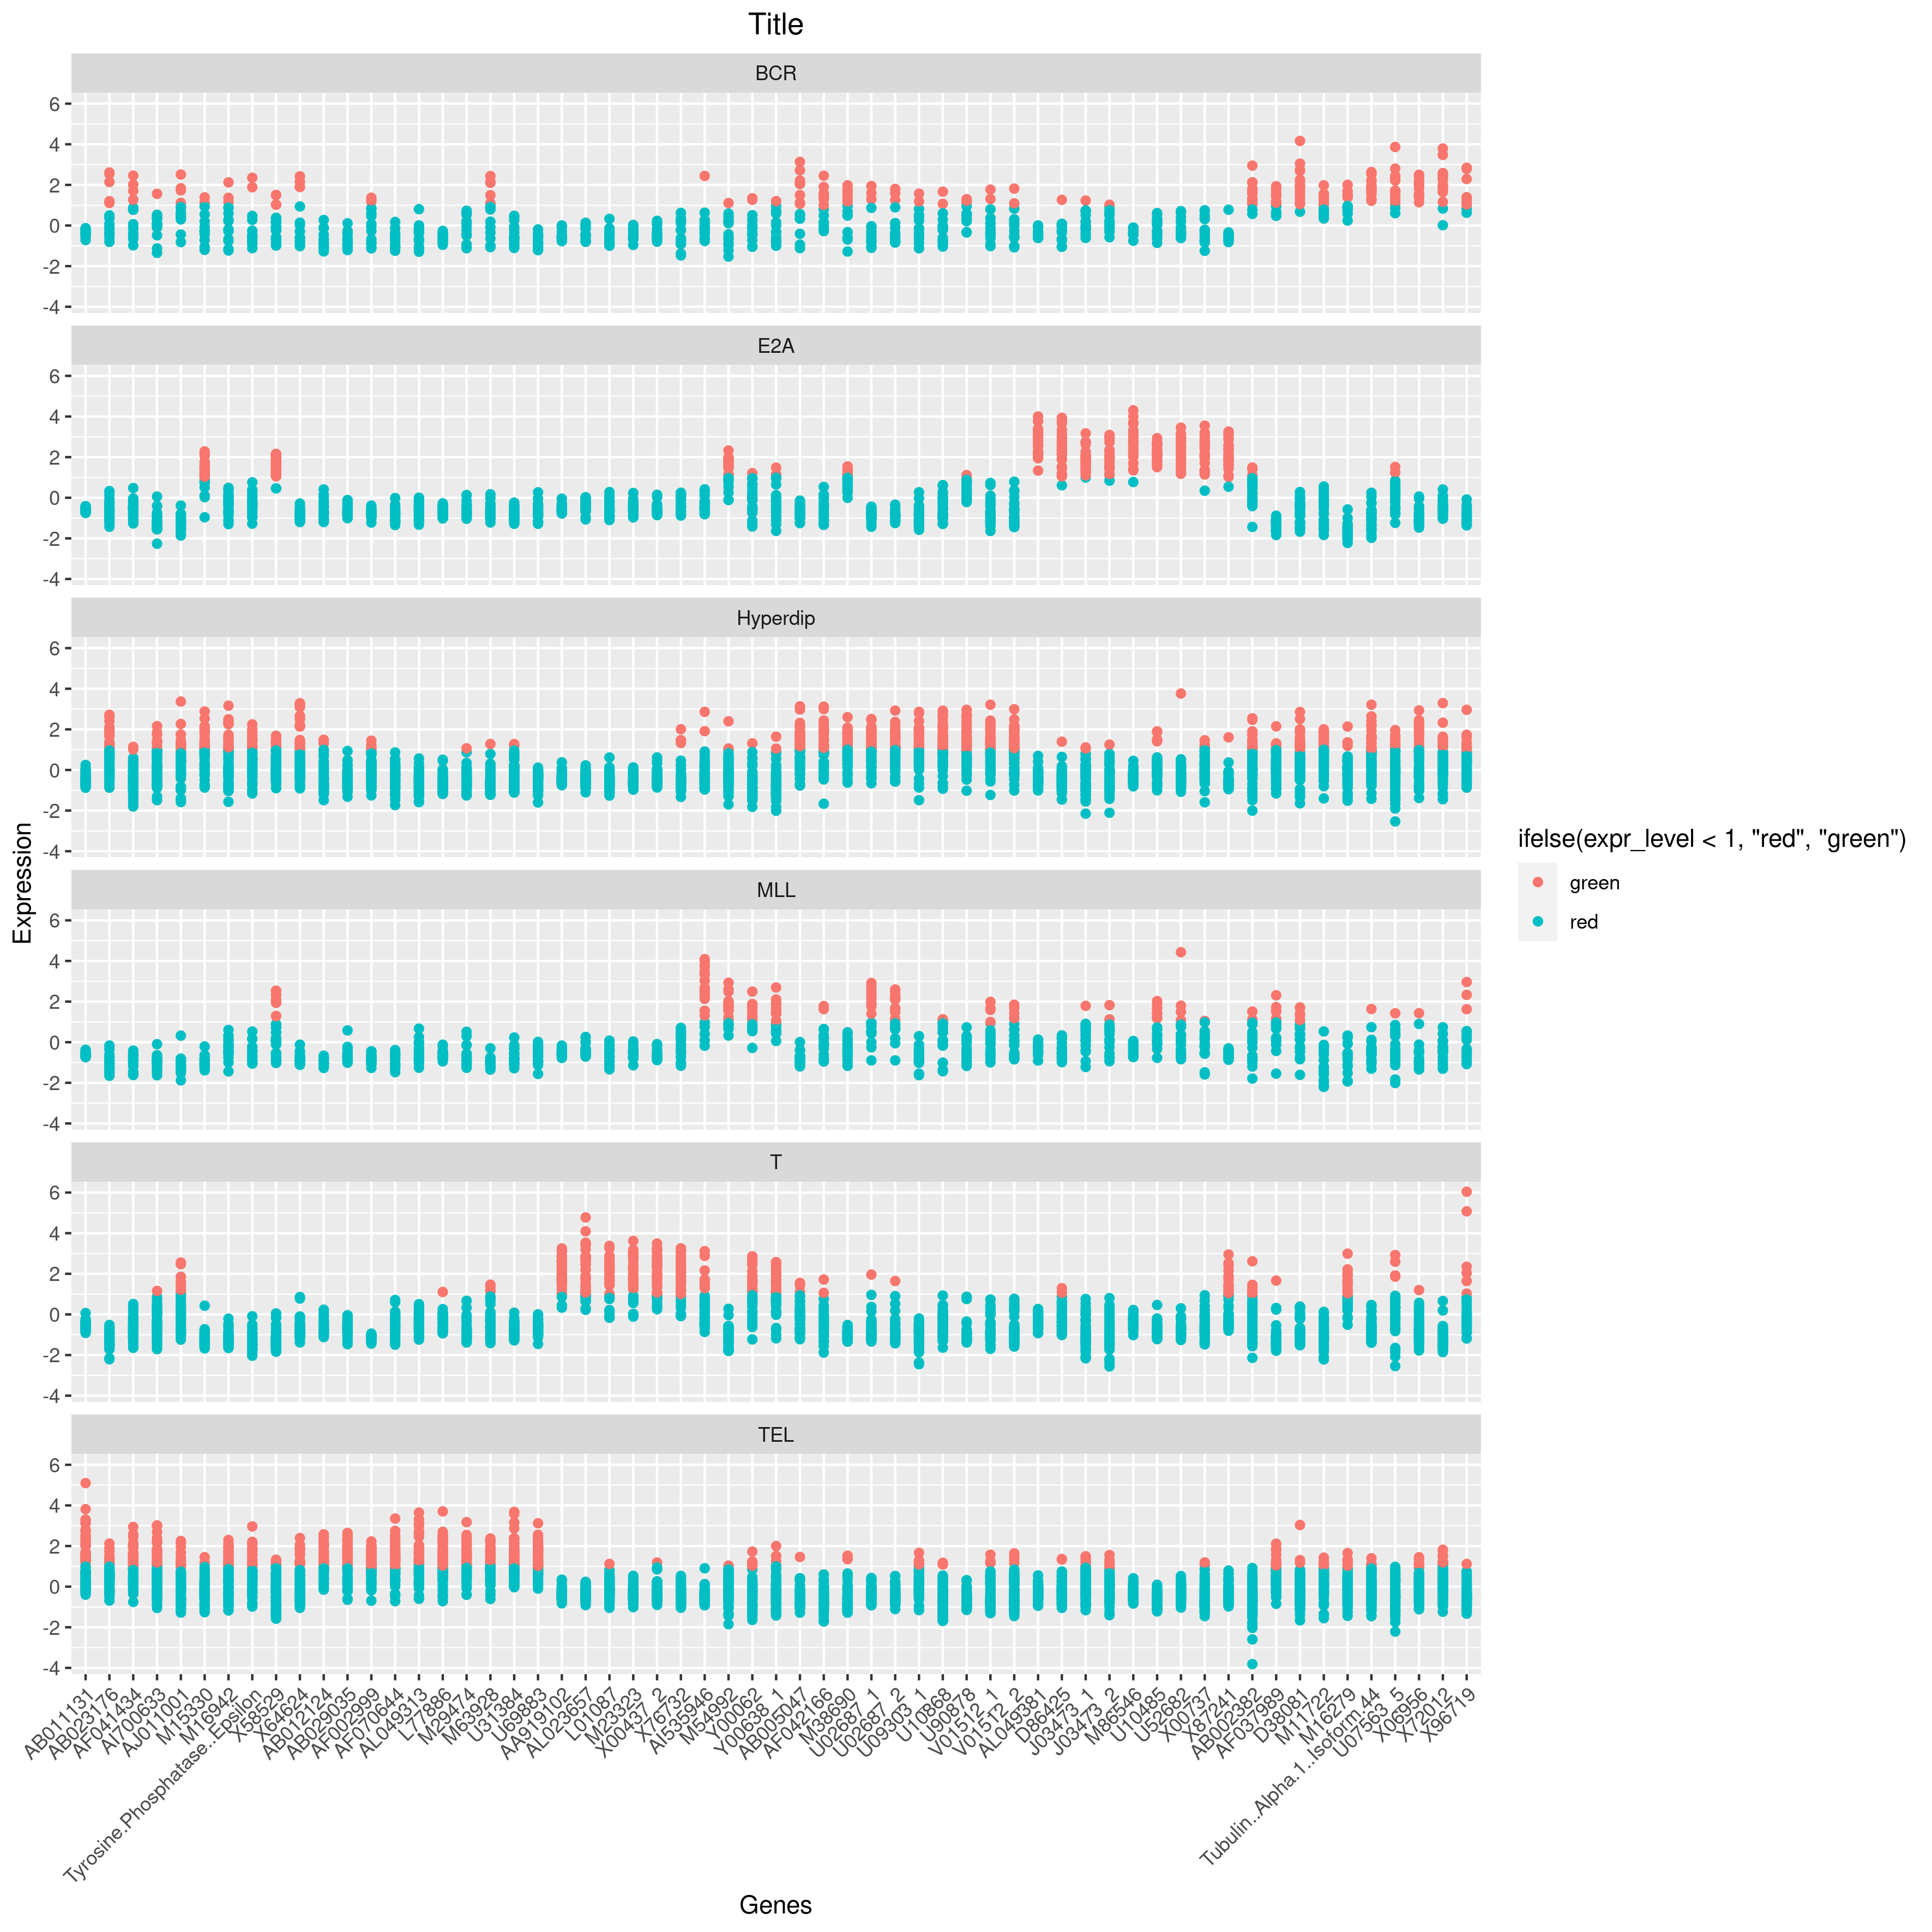 Title
BCR
6
4
2
0
-2
-4
E2A
6
4
2
0
-2
-4
Hyperdip
6
4
2
0
-2
-4
MLL
6
4
2
0
-2
-4
T
6
4
2
0
-2
-4
TEL
6
4
2
0
-2
-4
Expression
AB011131
AB023176
AF041434
AI700633
AJ011001
M15330
M16942
Tyrosine.Phosphatase..Epsilon
X58529
X64624
AB012124
AB029035
AF002999
AF070644
AL049313
L77886
M29474
M63928
U31384
U69883
AA919102
AL023657
L01087
M23323
X00437_2
X76732
AI535946
M54992
Y00062
Y00638_1
AB005047
AF042166
M38690
U02687_1
U02687_2
U09303_1
U10868
U90878
V01512_1
V01512_2
AL049381
D86425
J03473_1
J03473_2
M86546
U10485
U52682
X00737
X87241
AB002382
AF037989
D38081
M11722
M16279
Tubulin..Alpha.1..Isoform.44
U07563_5
X06956
X72012
X96719
Genes
ifelse(expr_level < 1, "red", "green")
green
red